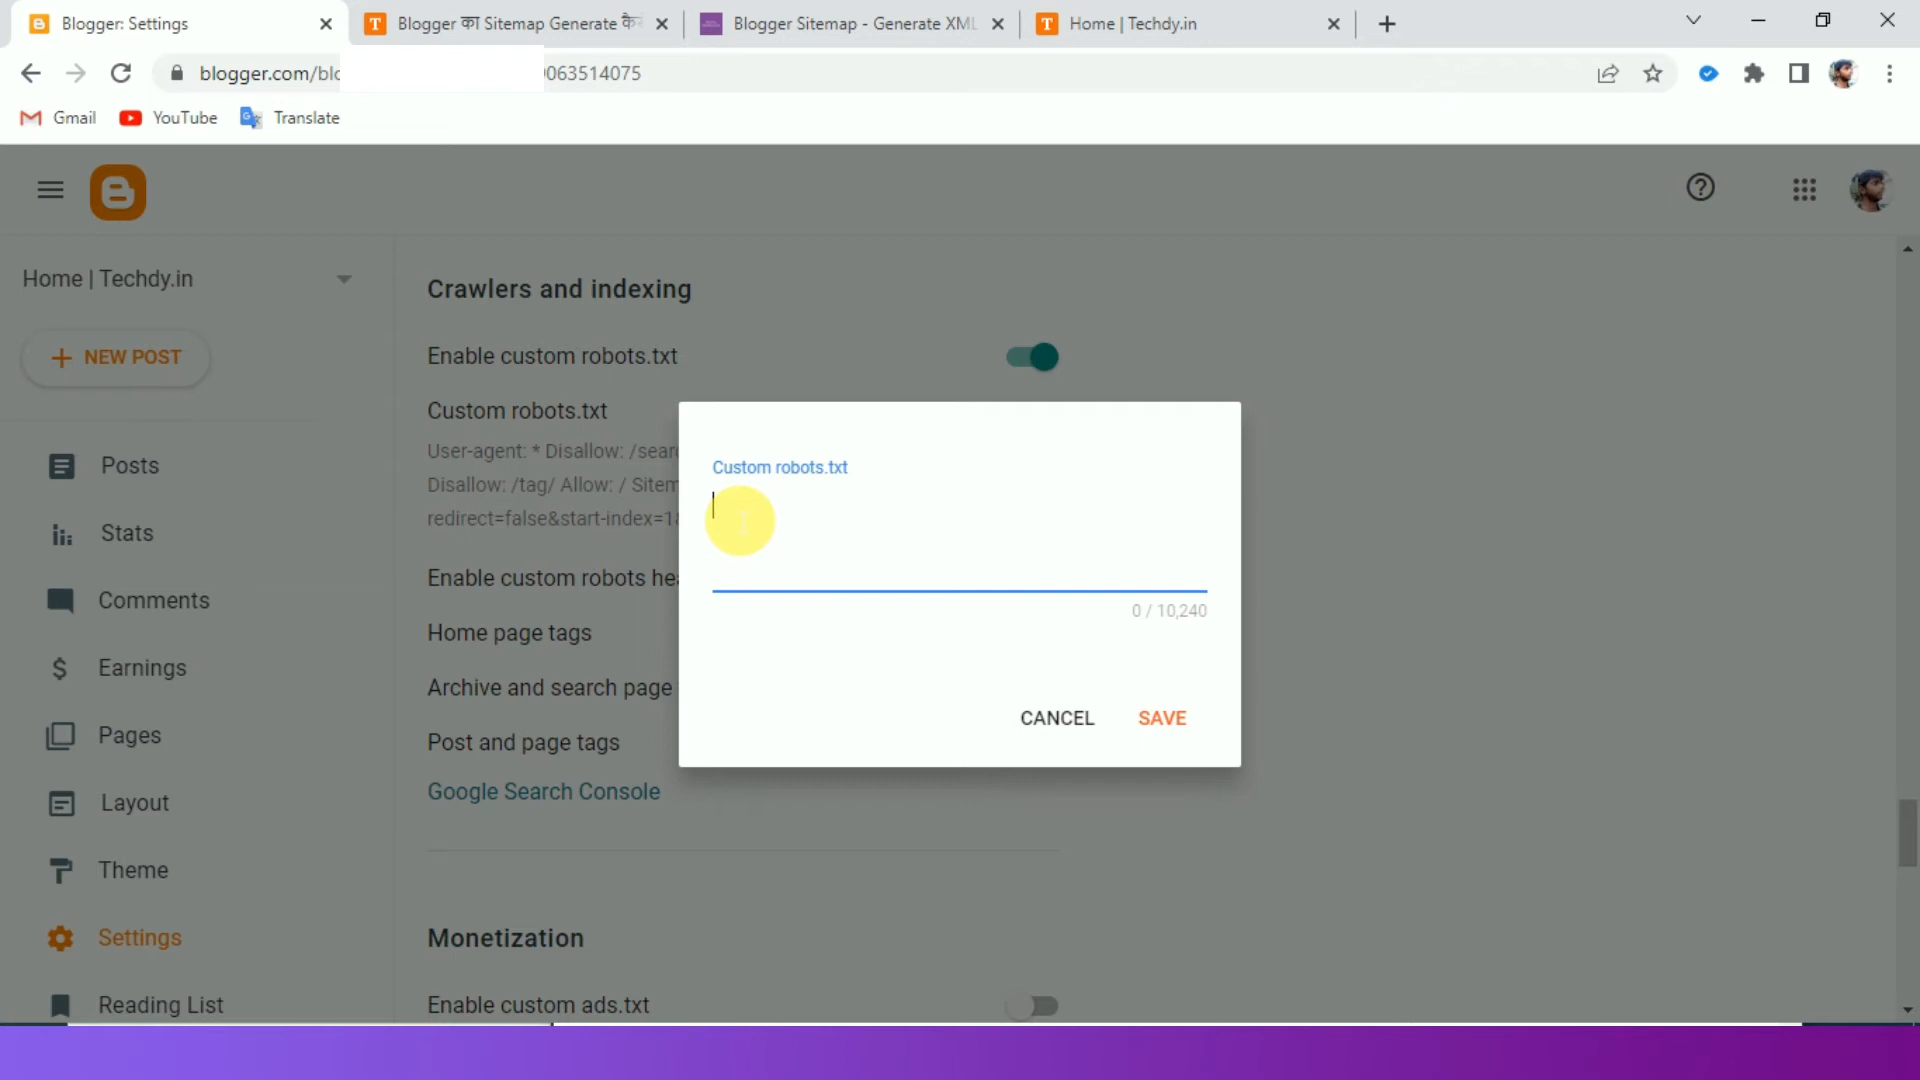 Blogger: Settings
Blogger का Sitemap Generate
Blogger Sitemap - Generate XML
Home | Techdy.in
blogger.com/blo
9063514075
Gmail
YouTube
Translate
Home | Techdy.in
NEW POST
Posts
Stats
Comments
Earnings
Pages
Layout
Theme
Settings
Reading List
Crawlers and indexing
Enable custom robots.txt
Custom robots.txt
User-agent: * Disallow: /sear
Disallow: /tag/ Allow: / Sitem
redirect=false&start-index=1
Enable custom robots hea
Home page tags
Archive and search page
Post and page tags
Google Search Console
Monetization
Enable custom ads.txt
Custom robots.txt
0 / 10,240
CANCEL
SAVE